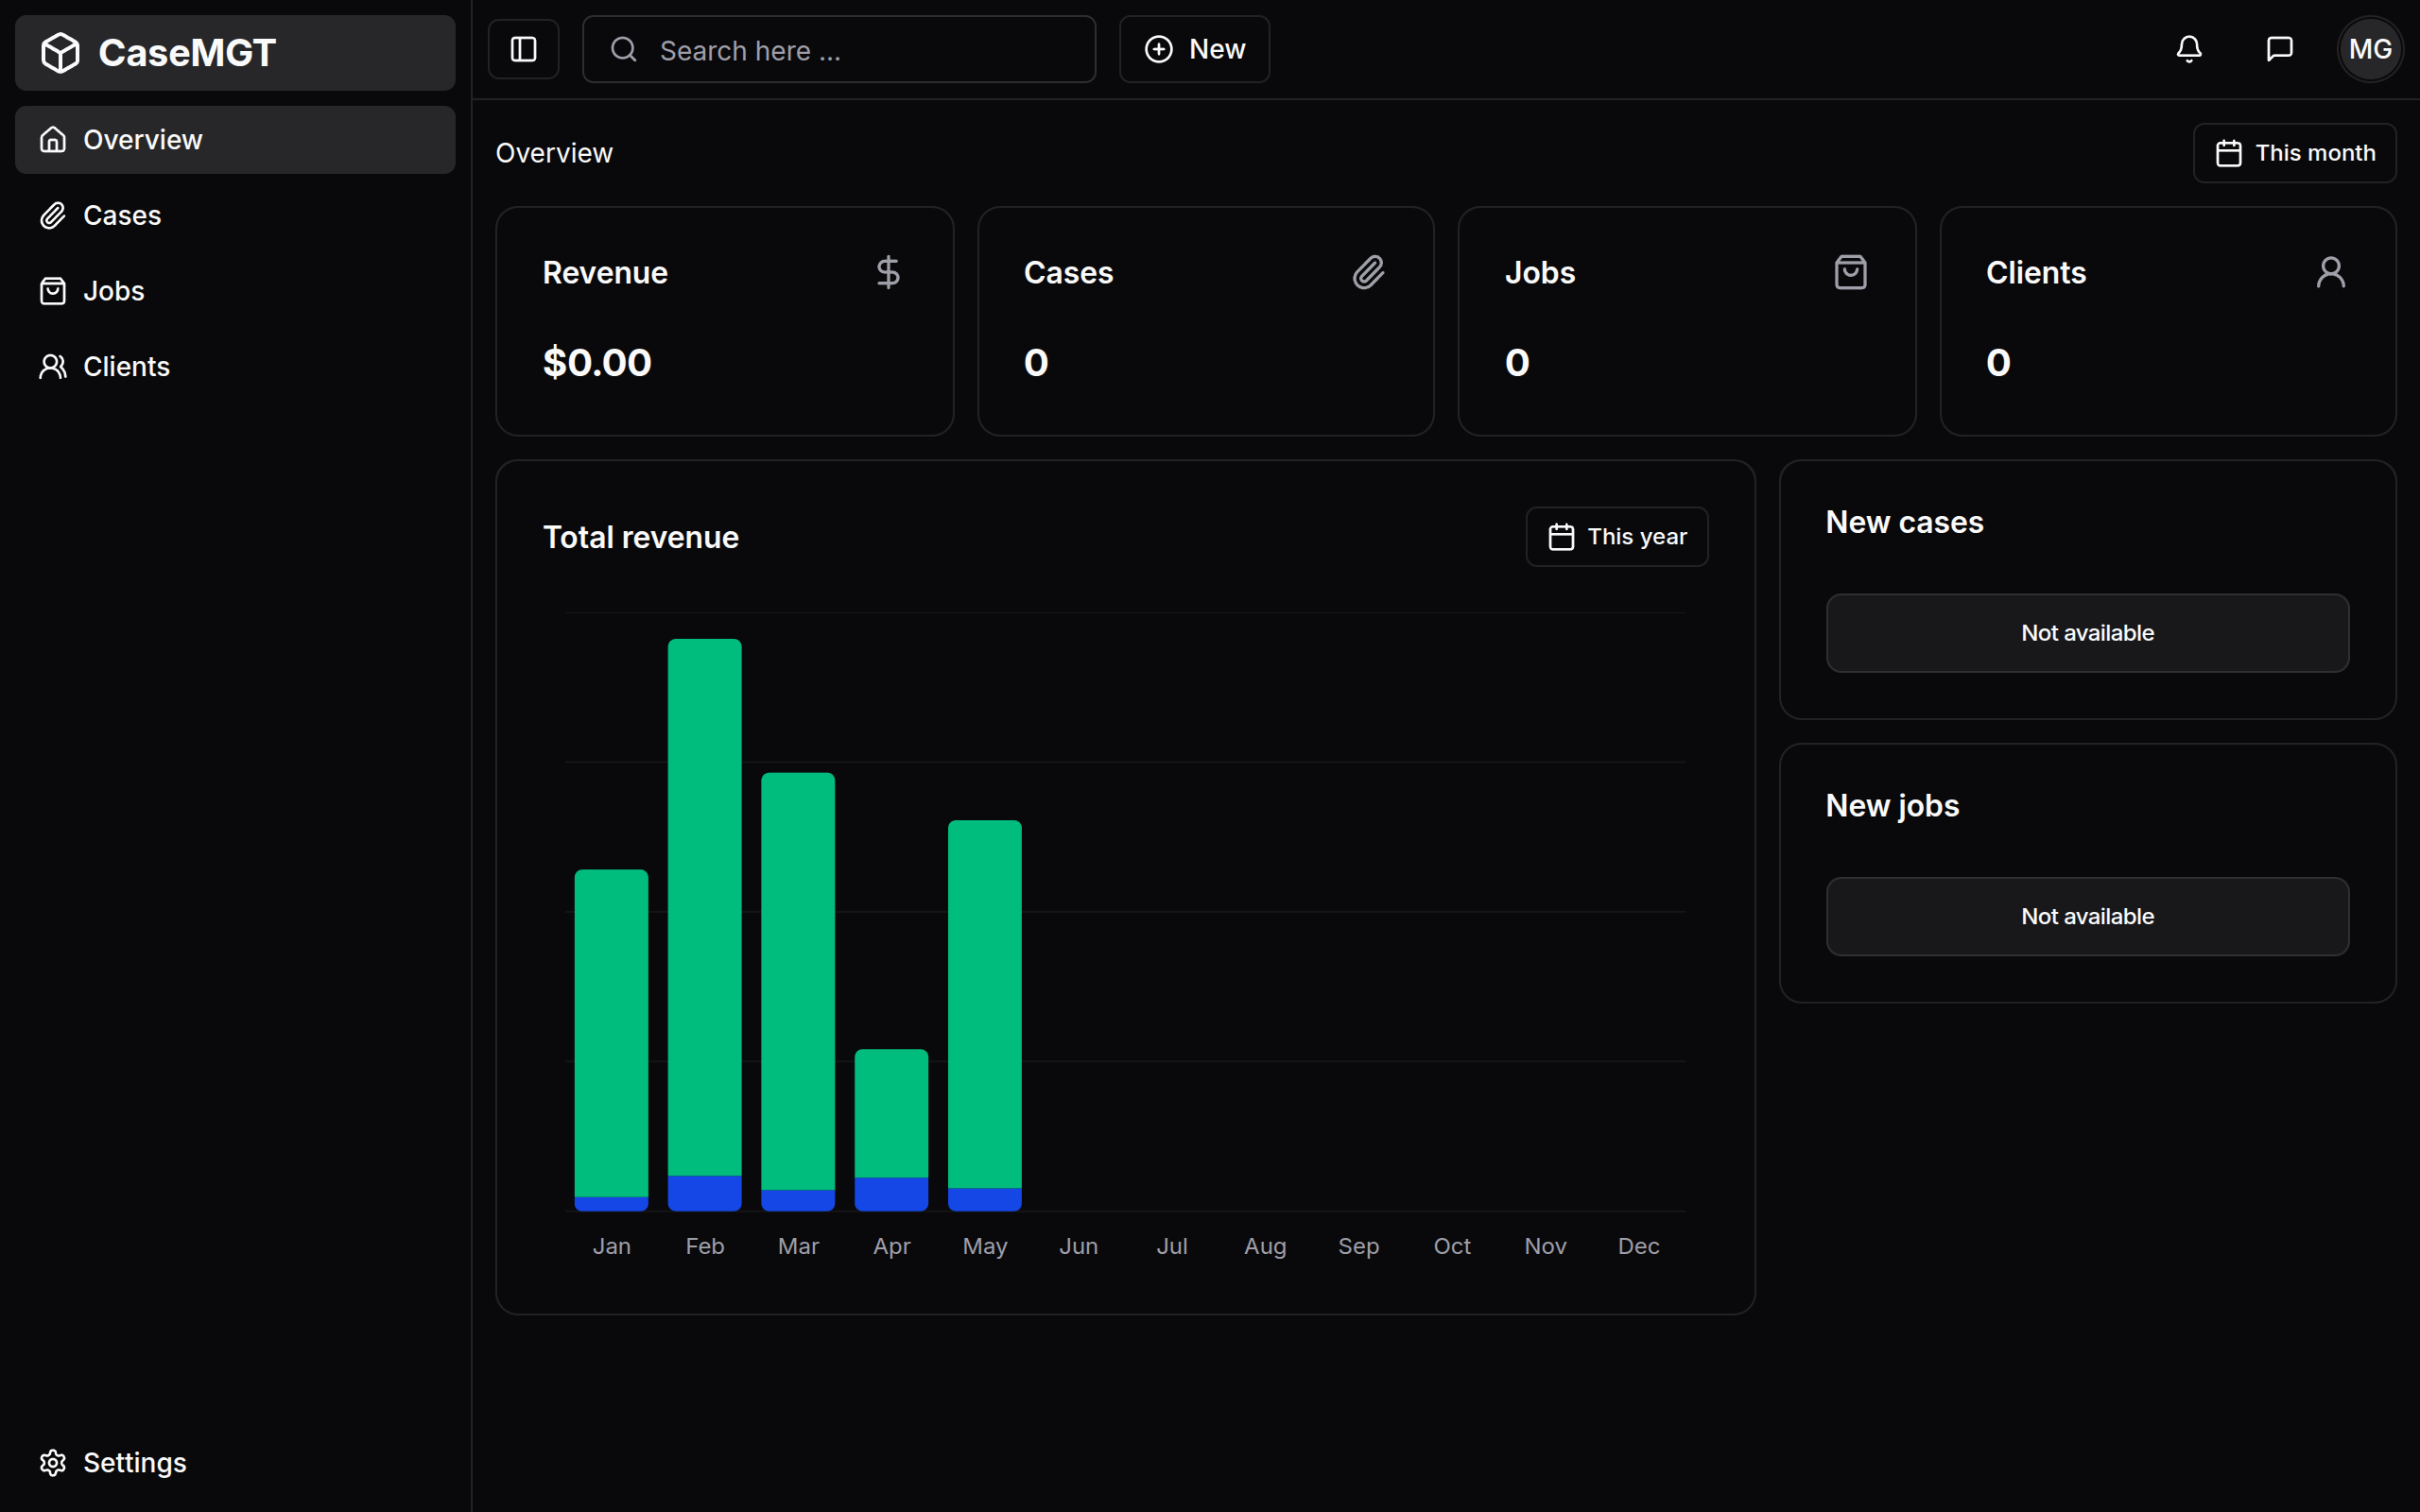 CaseMGT
Overview
Cases
Jobs
Clients
Settings
Search here ...
New
MG
Overview
This month
Revenue
$0.00
Cases
0
Jobs
0
Clients
0
Total revenue
This year
Jan Feb Mar Apr May Jun Jul Aug Sep Oct Nov Dec
New cases
Not available
New jobs
Not available